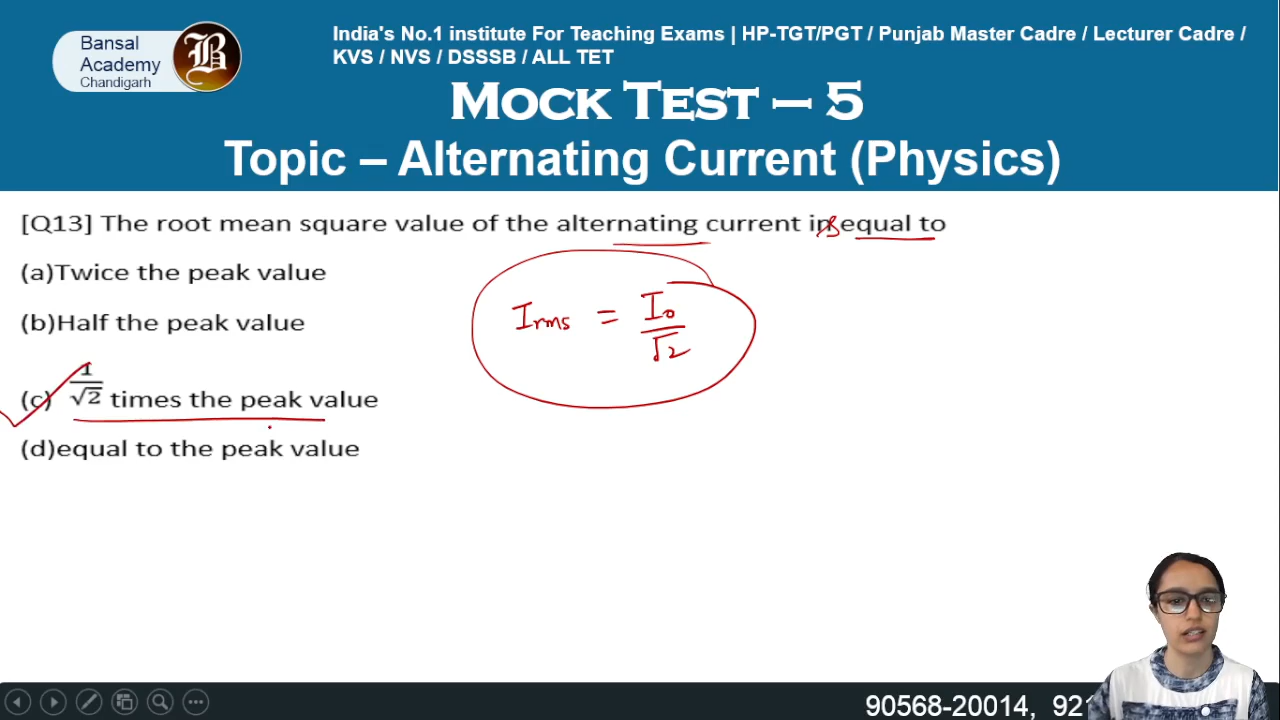 Bansal
Academy
Chandigarh
B
India's No.1 institute For Teaching Exams | HP-TGT/PGT / Punjab Master Cadre / Lecturer Cadre /
KVS / NVS / DSSSB / ALL TET
MOCK TEST – 5
Topic – Alternating Current (Physics)
[Q13] The root mean square value of the alternating current is equal to
(a)Twice the peak value
(b)Half the peak value
(c) 1/√2 times the peak value
(d)equal to the peak value
Irms = I0/√2
90568-20014, 921